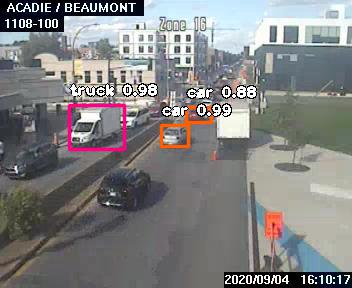 ACADIE / BEAUMONT
1108-100
Zone 16
truck 0.98
car 0.88
car 0.99
2020/09/04 16:10:17